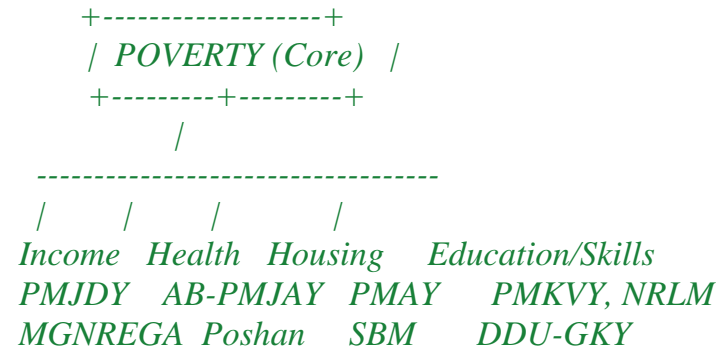 +-------------------+
| POVERTY (Core) |
+---------+---------+
|
----------------------------------
| | | |
Income Health Housing Education/Skills
PMJDY AB-PMJAY PMAY PMKVY, NRLM
MGNREGA Poshan SBM DDU-GKY